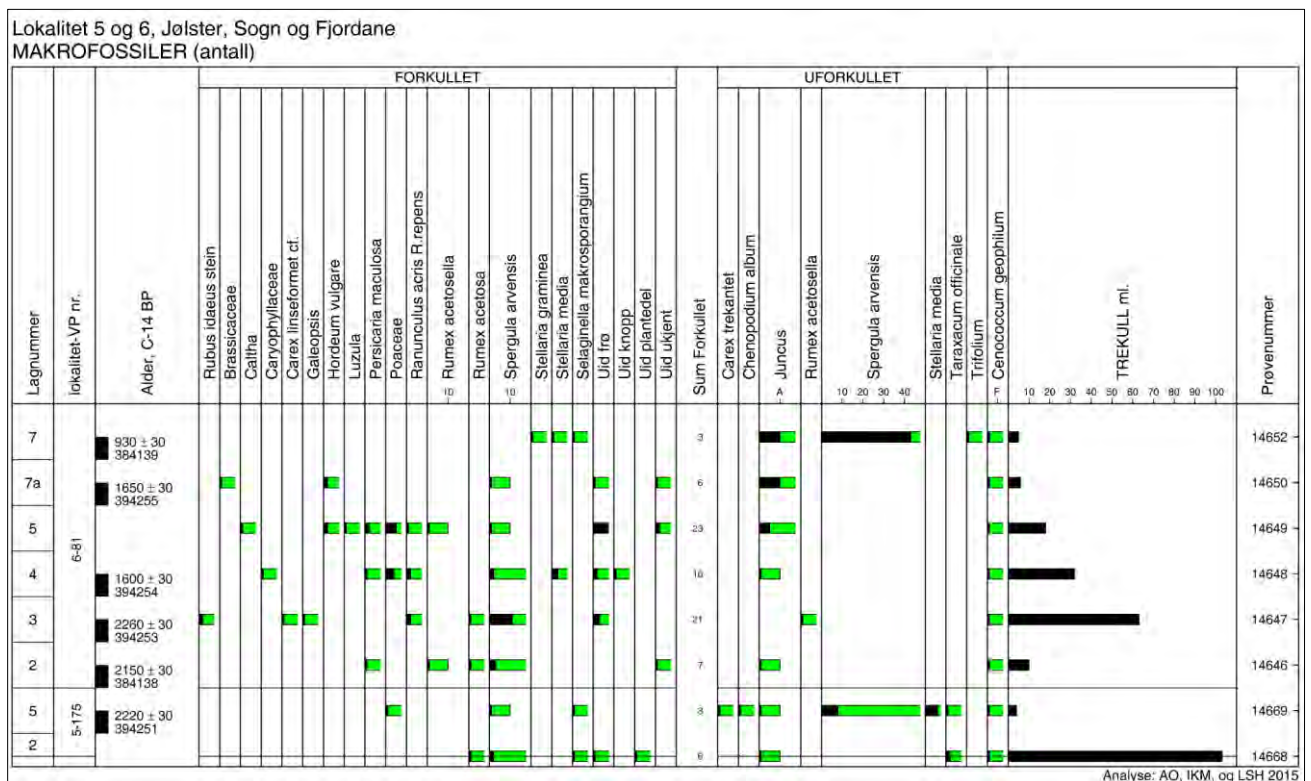 Lokalitet 5 og 6, Jølster, Sogn og Fjordane
MAKROFOSSILER (antall)
FORKULLET
UFORKULLET
Lagnummer
lokalitet-VP nr.
Alder, C-14 BP
Rubus idaeus stein
Brassicaceae
Caltha
Caryophyllaceae
Carex linseformet cf.
Galeopsis
Hordeum vulgare
Luzula
Persicaria maculosa
Poaceae
Ranunculus acris R.repens
Rumex acetosella
Rumex acetosa
Spergula arvensis
Stellaria graminea
Stellaria media
Selaginella makrosporangium
Uid frø
Uid knopp
Uid plantedel
Uid ukjent
Sum Forkullet
Carex trekantet
Chenopodium album
Juncus
Rumex acetosella
Spergula arvensis
Stellaria media
Taraxacum officinale
Trifolium
Cenococcum geophilum
TREKULL ml.
Prøvenummer
10 10 A 10 20 30 40 F 10 20 30 40 50 60 70 80 90 100
7 930 ± 30 3 14652
384139
7a 1650 ± 30 6 14650
394255
5 23 14649
6-81
4 1600 ± 30 14648
394254
3 2260 ± 30 21 14647
394253
2 2150 ± 30 7 14646
384138
5 5-175 2220 ± 30 14669
394251
2 14668
Analyse: AO, IKM. og LSH 2015